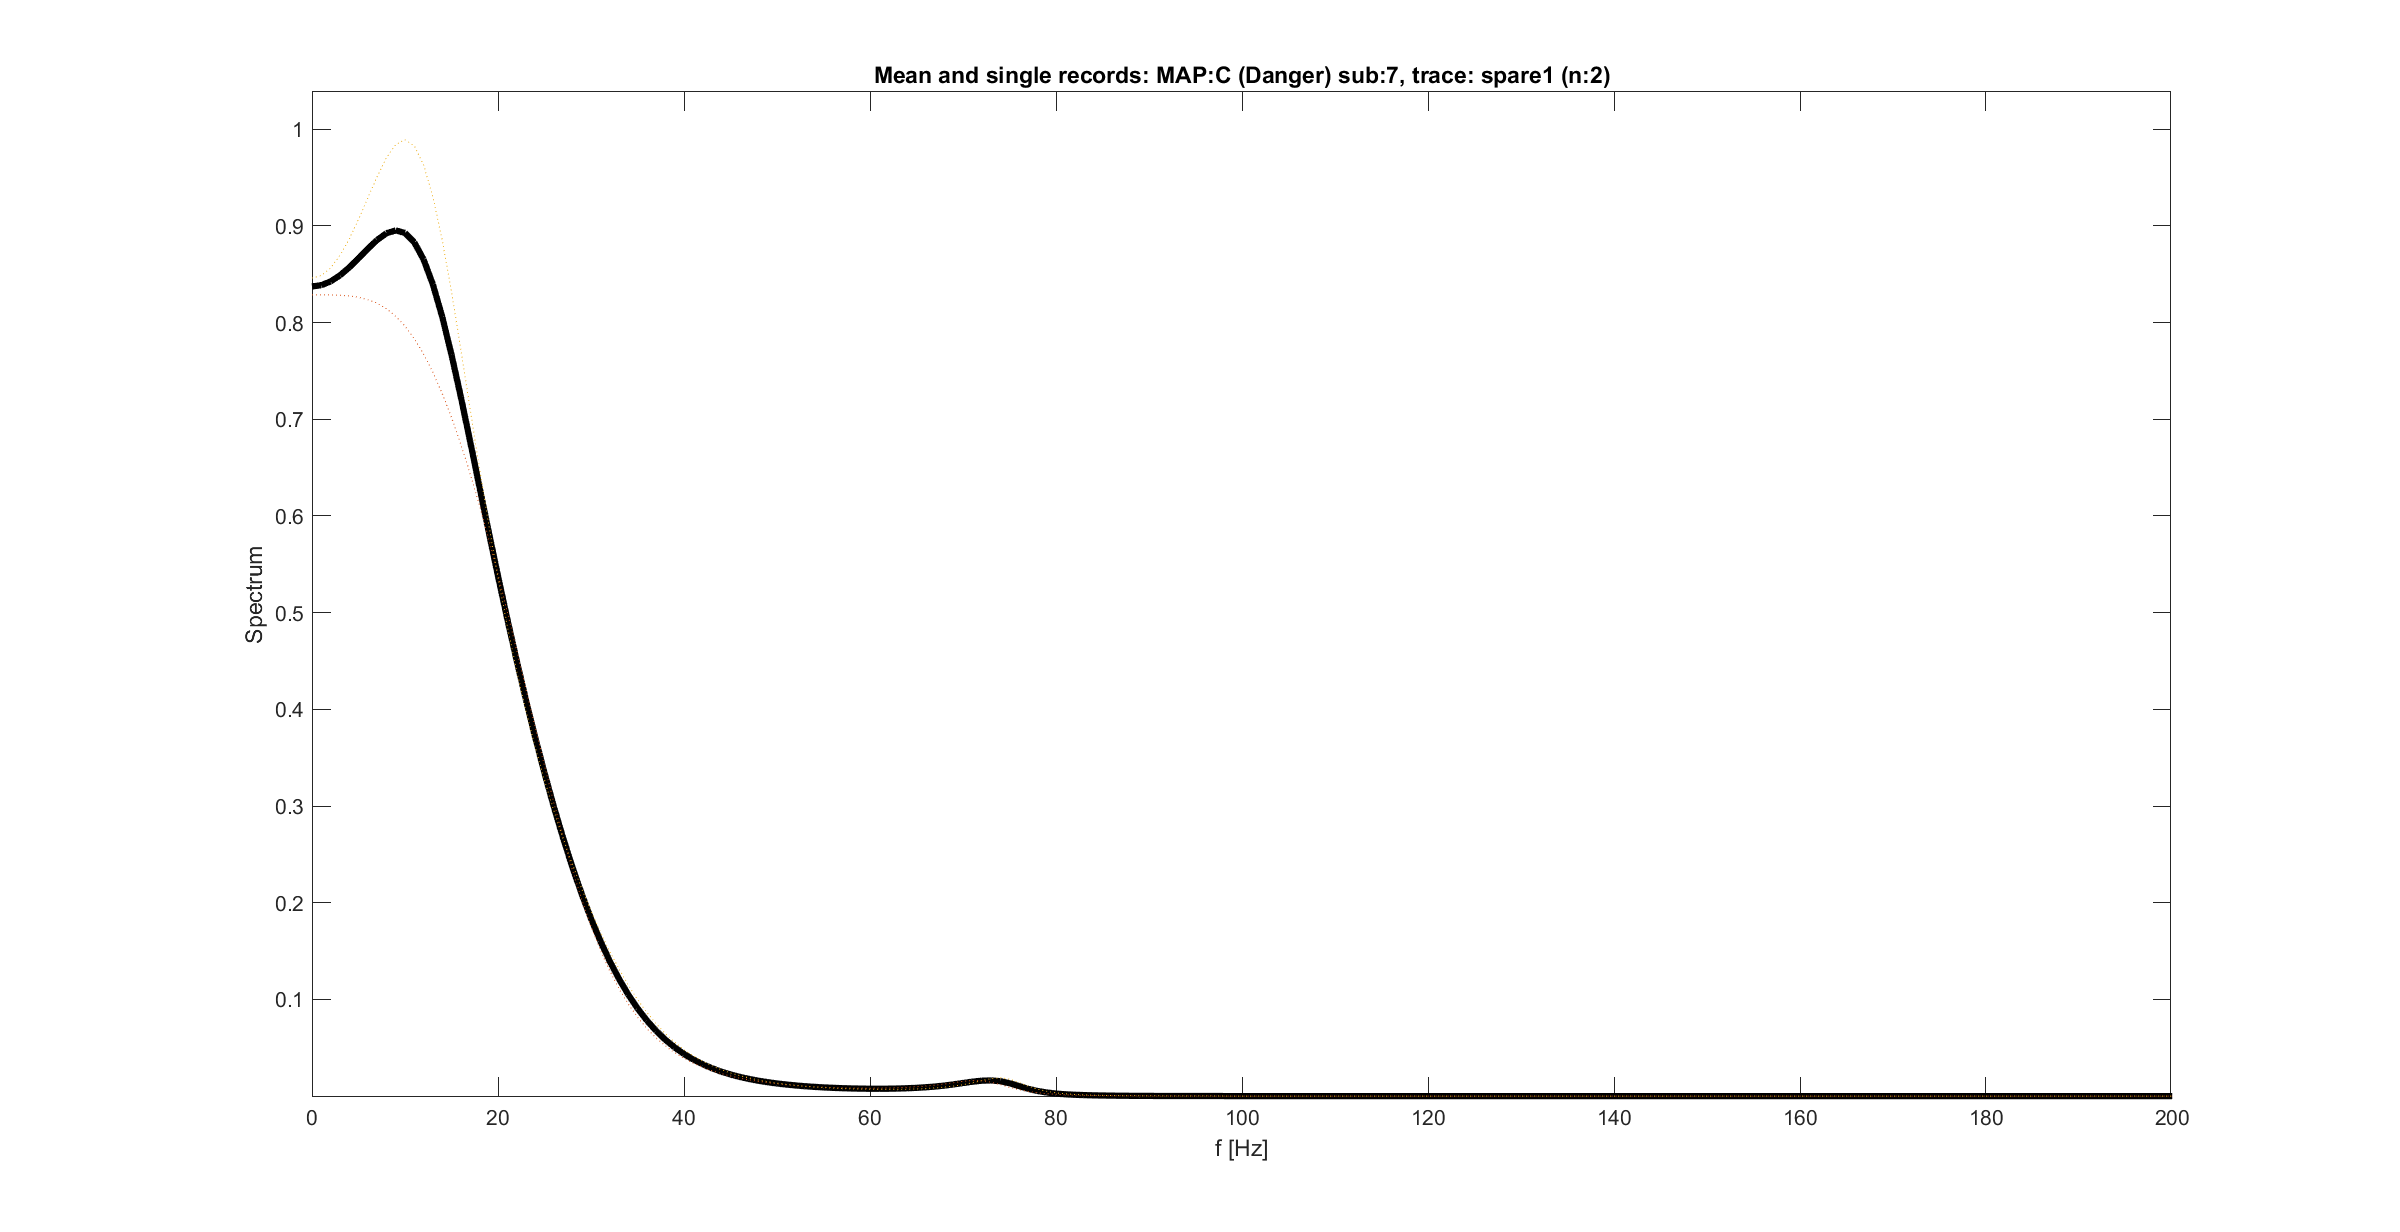 Mean and single records: MAP:C (Danger) sub:7, trace: spare1 (n:2)
1
0.9
0.8
0.7
0.6
0.5
0.4
0.3
0.2
0.1
Spectrum
0 20 40 60 80 100 120 140 160 180 200
f [Hz]